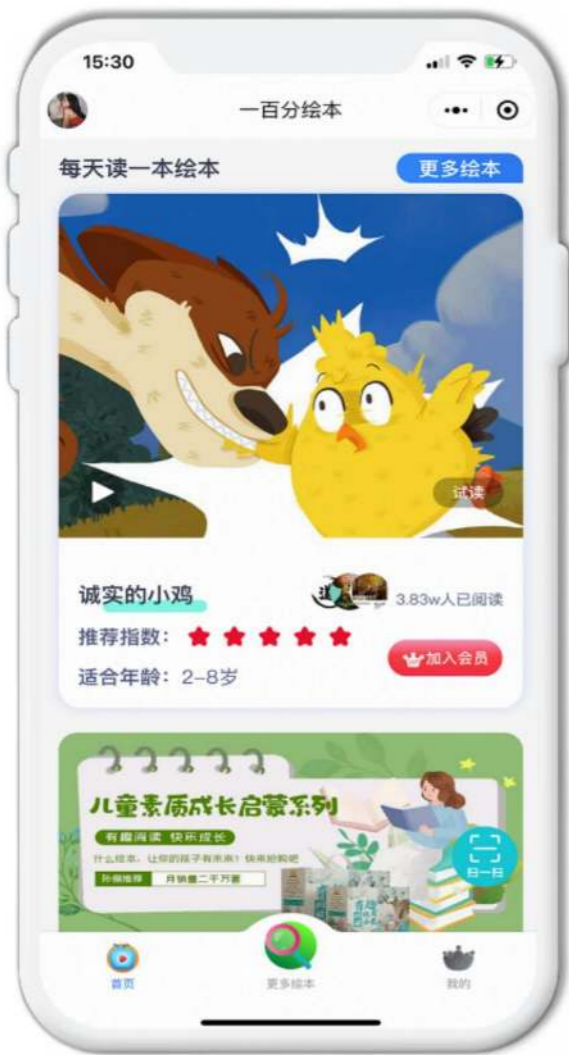 15:30
一百分绘本
每天读一本绘本
更多绘本
试读
诚实的小鸡
3.83w人已阅读
推荐指数:
加入会员
适合年龄: 2-8岁
儿童素质成长启蒙系列
有趣阅读 快乐成长
什么绘本, 让你的孩子有未来! 快来抢购吧
月销量二千万册
扫一扫
首页
更多绘本
我的